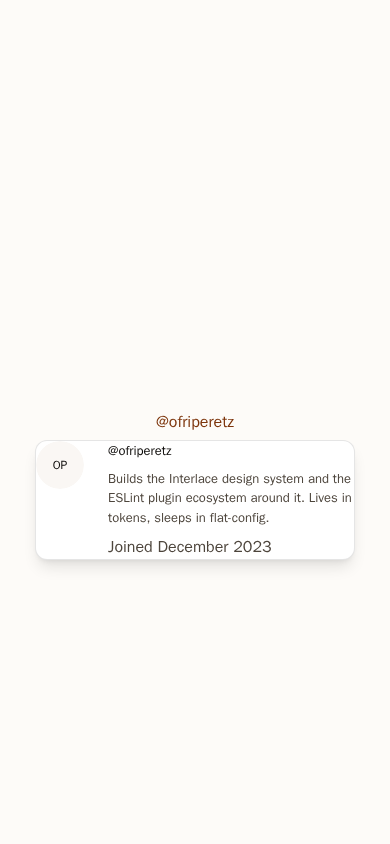 @ofriperetz
OP
@ofriperetz
Builds the Interlace design system and the
ESLint plugin ecosystem around it. Lives in
tokens, sleeps in flat-config.
Joined December 2023